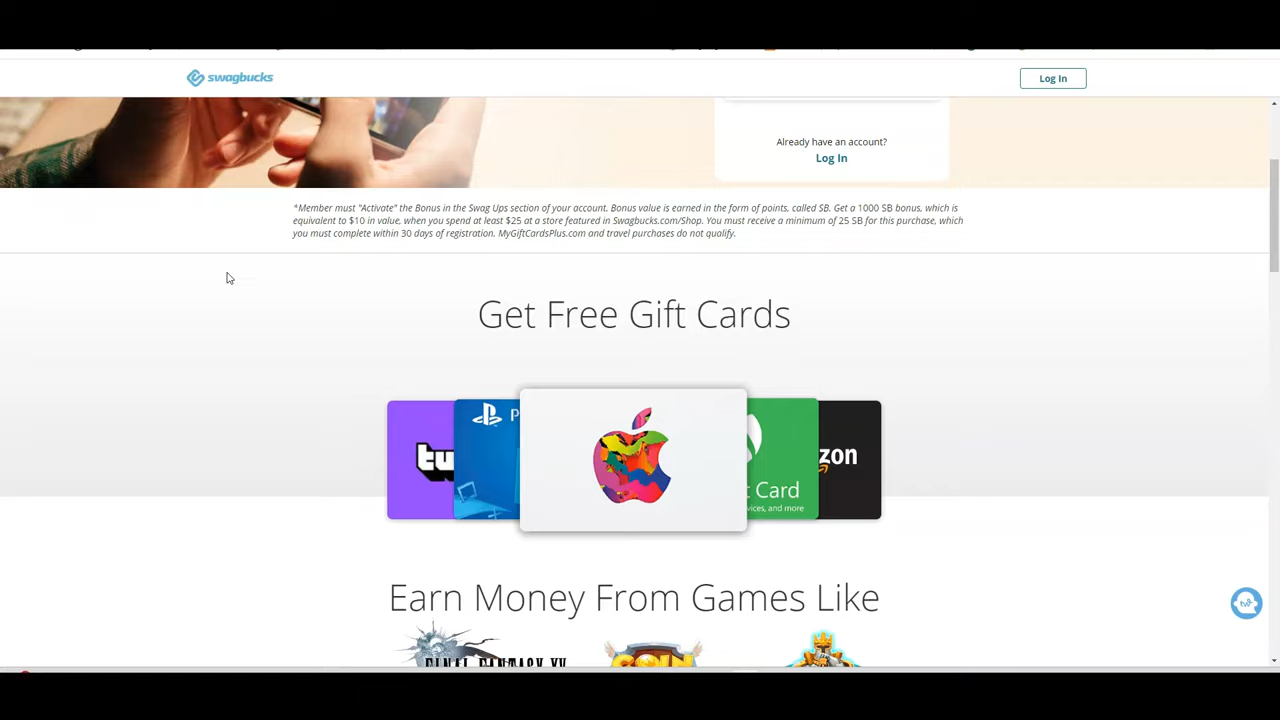 swagbucks
Log In
Already have an account?
Log In
*Member must "Activate" the Bonus in the Swag Ups section of your account. Bonus value is earned in the form of points, called SB. Get a 1000 SB bonus, which is
equivalent to $10 in value, when you spend at least $25 at a store featured in Swagbucks.com/Shop. You must receive a minimum of 25 SB for this purchase, which
you must complete within 30 days of registration. MyGiftCardsPlus.com and travel purchases do not qualify.
Get Free Gift Cards
tw
P
t Card
vices, and more
zon
Earn Money From Games Like
FINAL FANTASY XV
COIN